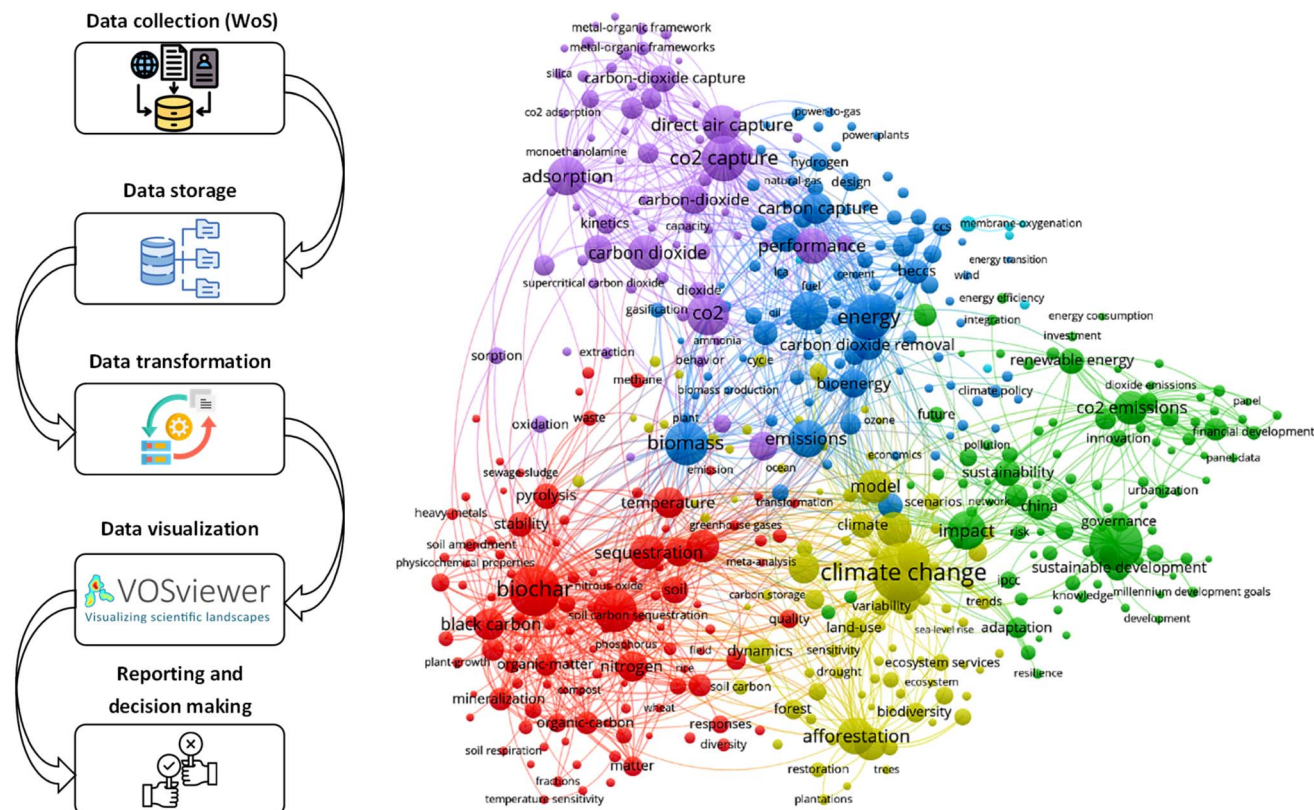 Data collection (WoS)
Data storage
Data transformation
Data visualization
VOSviewer
Visualizing scientific landscapes
Reporting and
decision making
metal-organic framework
metal-organic frameworks
silica
carbon-dioxide capture
co2 adsorption
direct air capture
power-to-gas
power plants
monoethanolamine
co2 capture
hydrogen
adsorption
natural-gas
design
carbon-dioxide
carbon capture
kinetics
capacity
ccs
membrane-oxygenation
carbon dioxide
performance
energy transition
lca
cement
beccs
wind
supercritical carbon dioxide
dioxide
fuel
gasification
energy efficiency
co2
oil
energy
integration
energy consumption
ammonia
carbon dioxide removal
investment
sorption
extraction
behavior
cycle
renewable energy
methane
biomass production
bioenergy
climate policy
dioxide emissions
waste
plant
future
co2 emissions
panel
oxidation
ozone
innovation
financial development
biomass
emissions
pollution
panel-data
sewage-sludge
emission
ocean
economics
sustainability
pyrolysis
temperature
transformation
model
scenarios
network
urbanization
heavy-metals
stability
greenhouse gases
climate
impact
risk
china
governance
soil amendment
sequestration
meta-analysis
physicochemical properties
climate change
sustainable development
biochar
nitrous-oxide
soil
carbon storage
ipcc
knowledge
millennium development goals
variability
trends
soil carbon sequestration
quality
land-use
sea-level rise
development
black carbon
phosphorus
adaptation
plant-growth
organic-matter
nitrogen
field
rice
dynamics
sensitivity
resilience
drought
ecosystem services
mineralization
compost
soil carbon
ecosystem
wheat
forest
biodiversity
organic-carbon
responses
afforestation
soil respiration
diversity
matter
restoration
trees
fractions
temperature sensitivity
plantations